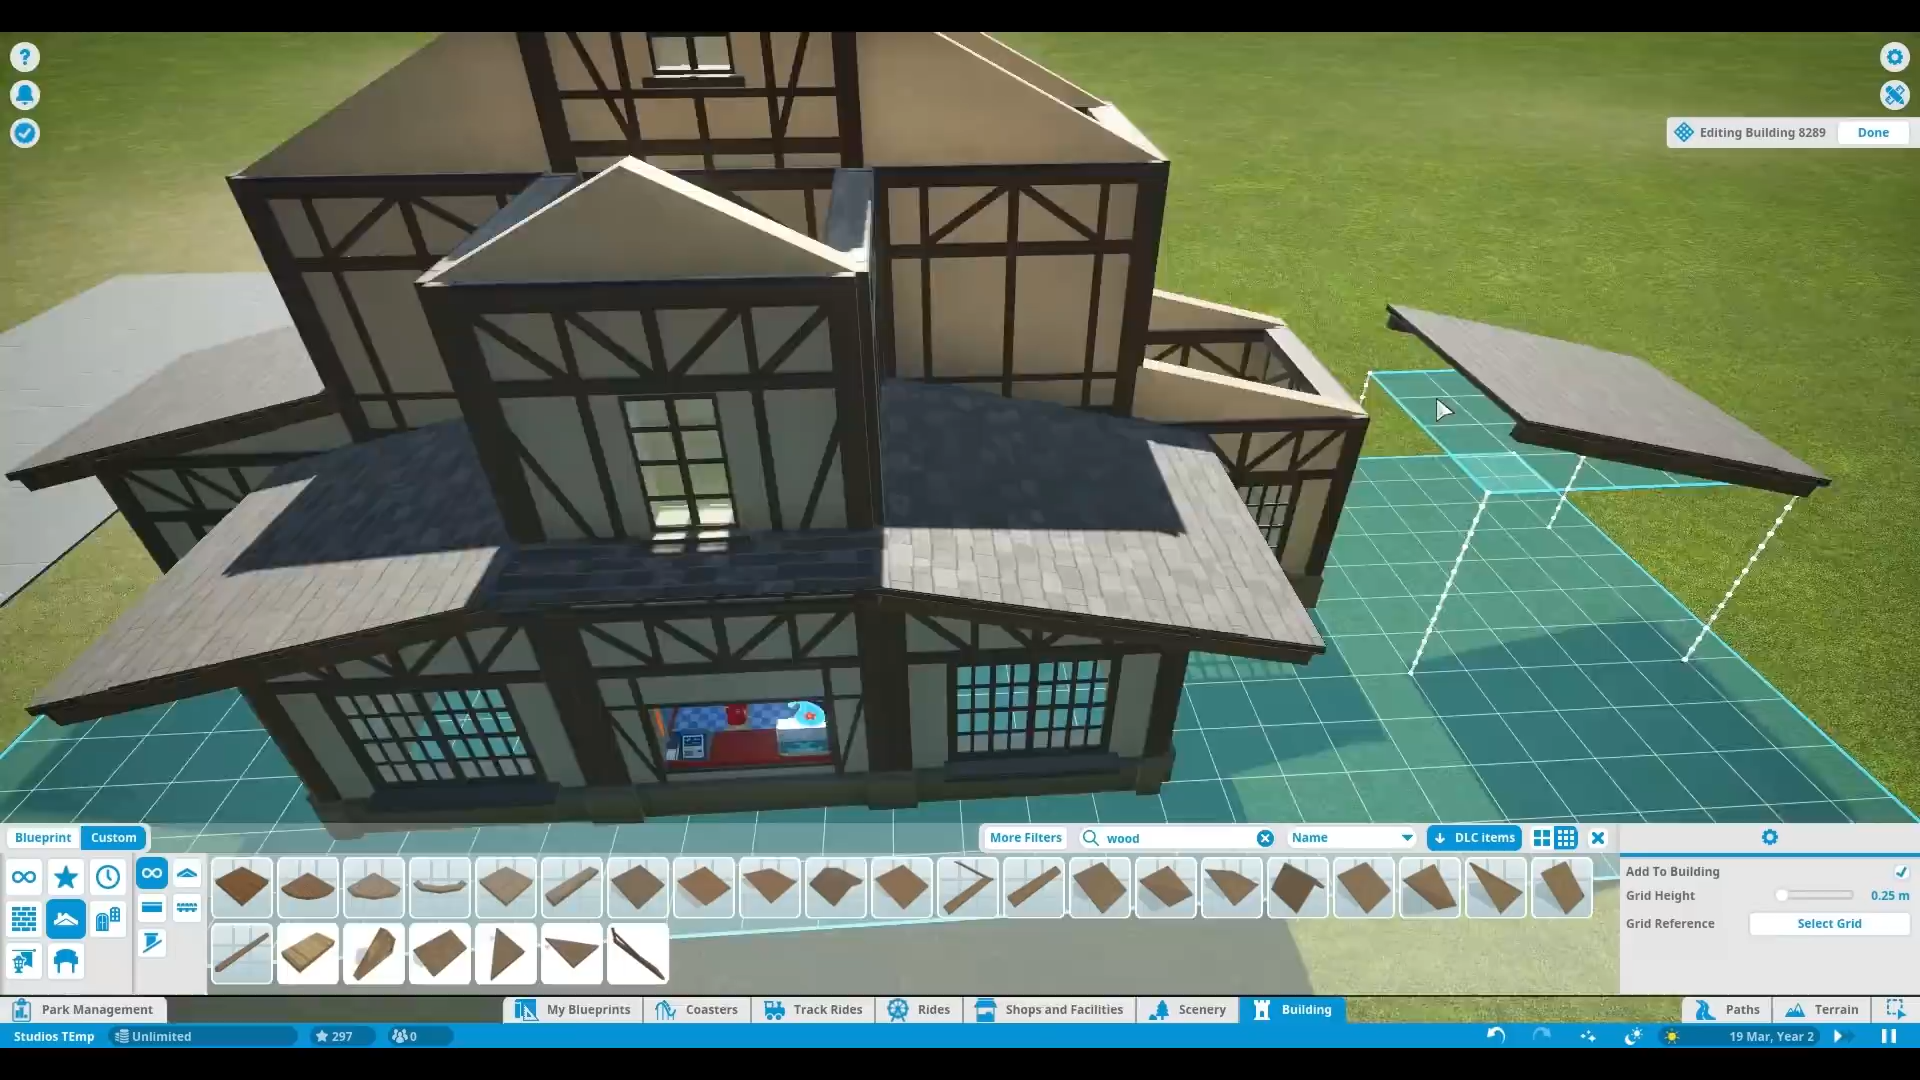 ?
Editing Building 8289
Done
Blueprint
Custom
More Filters
wood
Name
DLC items
Add To Building
Grid Height
0.25 m
Grid Reference
Select Grid
Park Management
My Blueprints
Coasters
Track Rides
Rides
Shops and Facilities
Scenery
Building
Paths
Terrain
Studios TEmp
Unlimited
297
0
19 Mar, Year 2